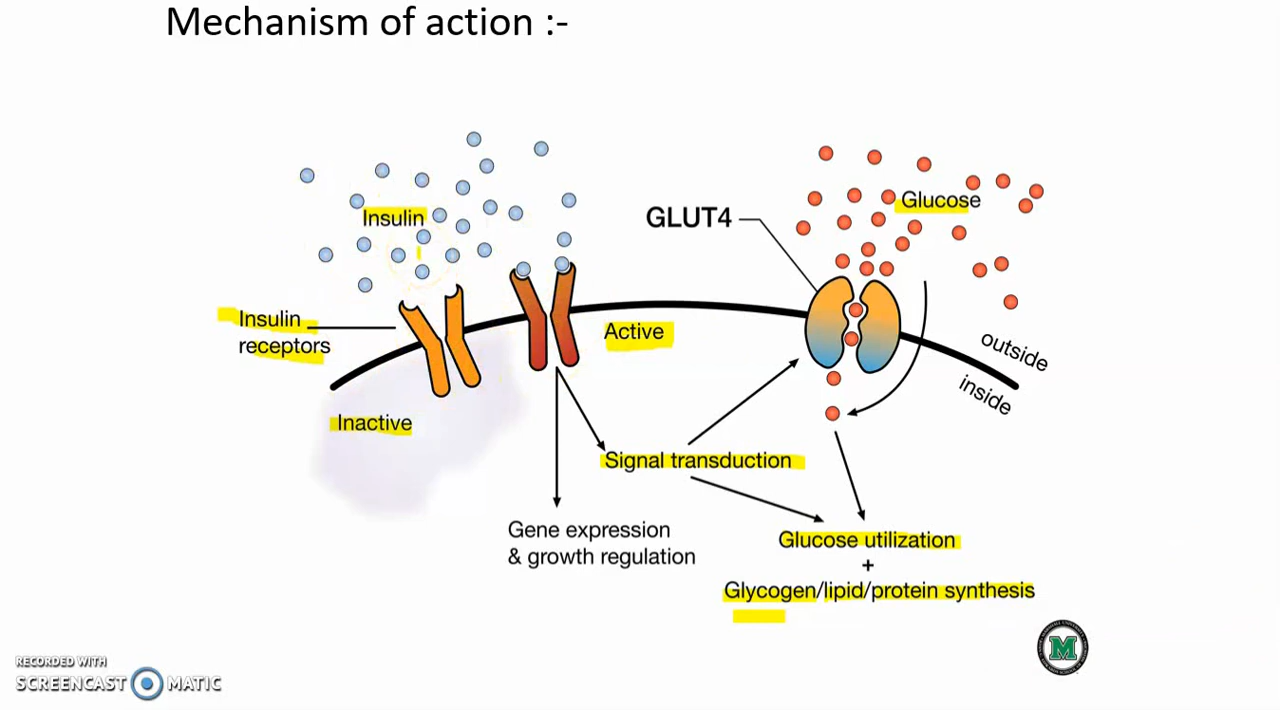 Mechanism of action :-
Insulin
GLUT4
Glucose
Insulin
receptors
Active
outside
inside
Inactive
Signal transduction
Gene expression
& growth regulation
Glucose utilization
+
Glycogen/lipid/protein synthesis
M
RECORDED WITH
SCREENCAST MATIC